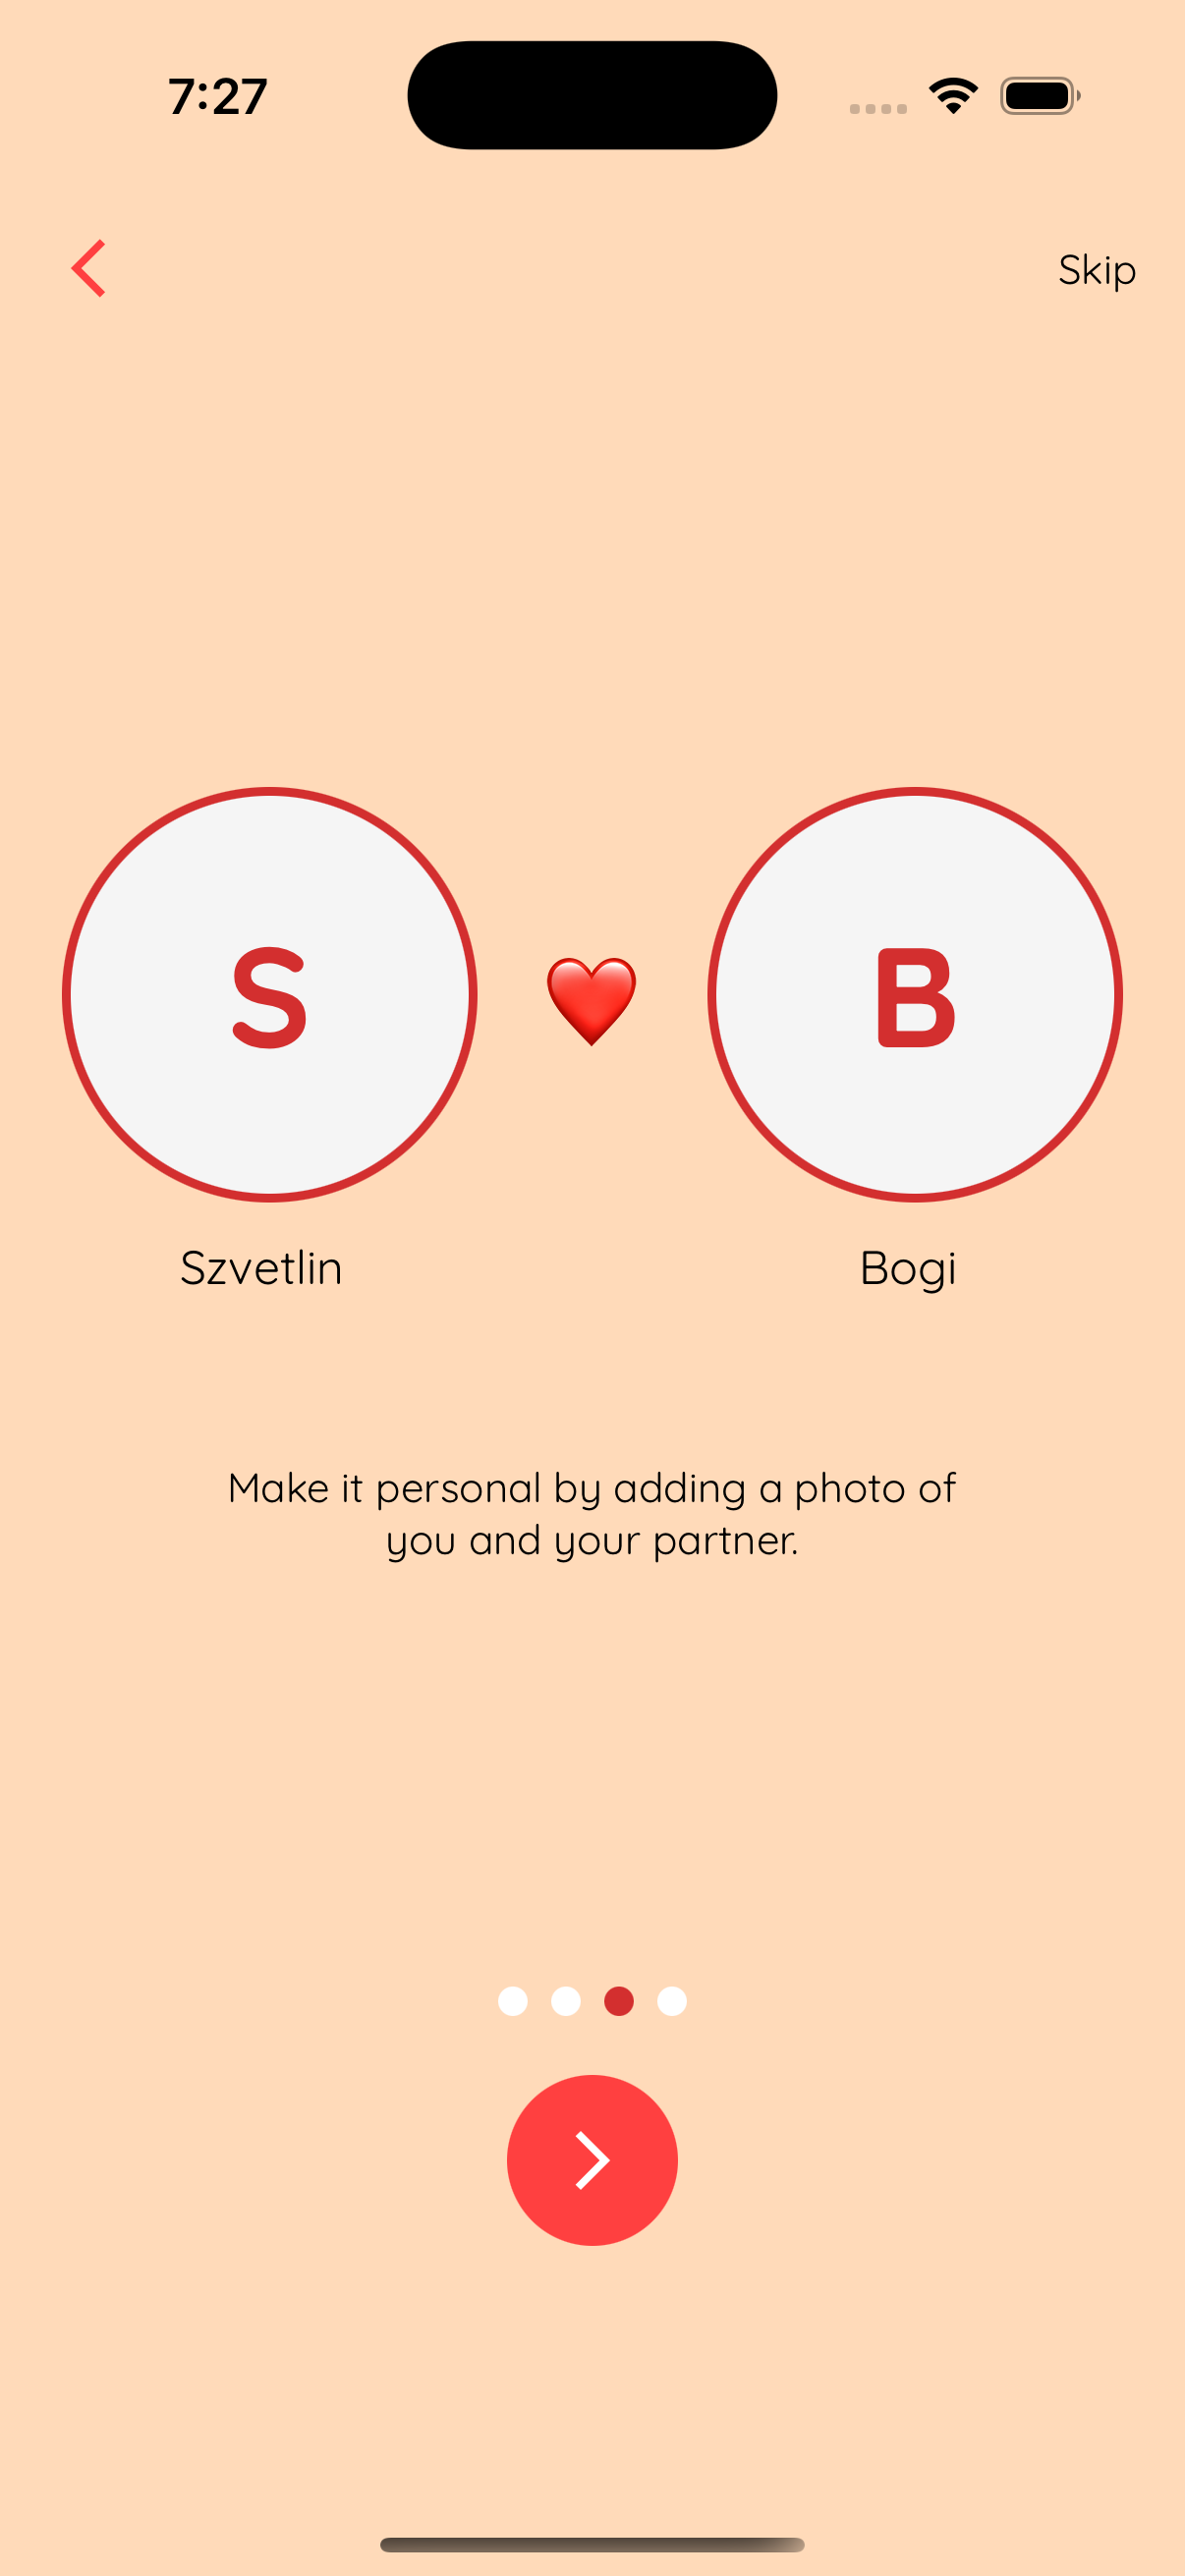 7:27
Skip
S ❤️ B
Szvetlin Bogi
Make it personal by adding a photo of
you and your partner.